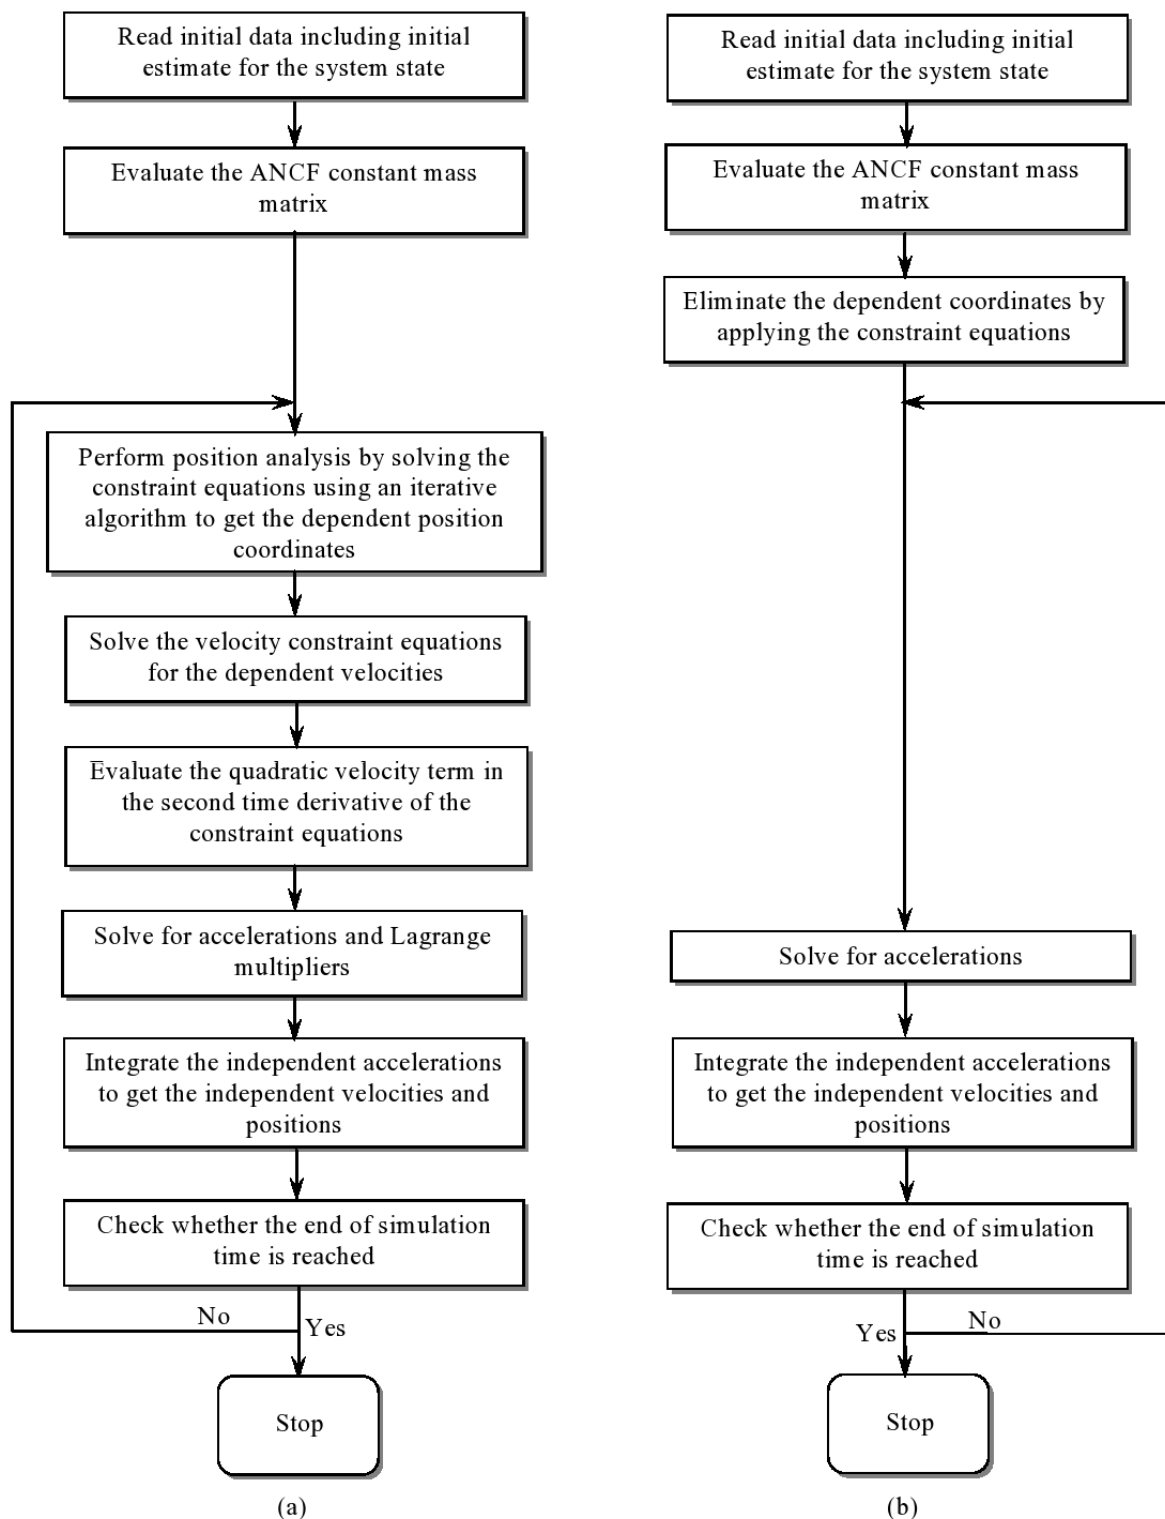 Read initial data including initial
estimate for the system state
Evaluate the ANCF constant mass
matrix
Perform position analysis by solving the
constraint equations using an iterative
algorithm to get the dependent position
coordinates
Solve the velocity constraint equations
for the dependent velocities
Evaluate the quadratic velocity term in
the second time derivative of the
constraint equations
Solve for accelerations and Lagrange
multipliers
Integrate the independent accelerations
to get the independent velocities and
positions
Check whether the end of simulation
time is reached
No
Yes
Stop
(a)
Read initial data including initial
estimate for the system state
Evaluate the ANCF constant mass
matrix
Eliminate the dependent coordinates by
applying the constraint equations
Solve for accelerations
Integrate the independent accelerations
to get the independent velocities and
positions
Check whether the end of simulation
time is reached
Yes
No
Stop
(b)